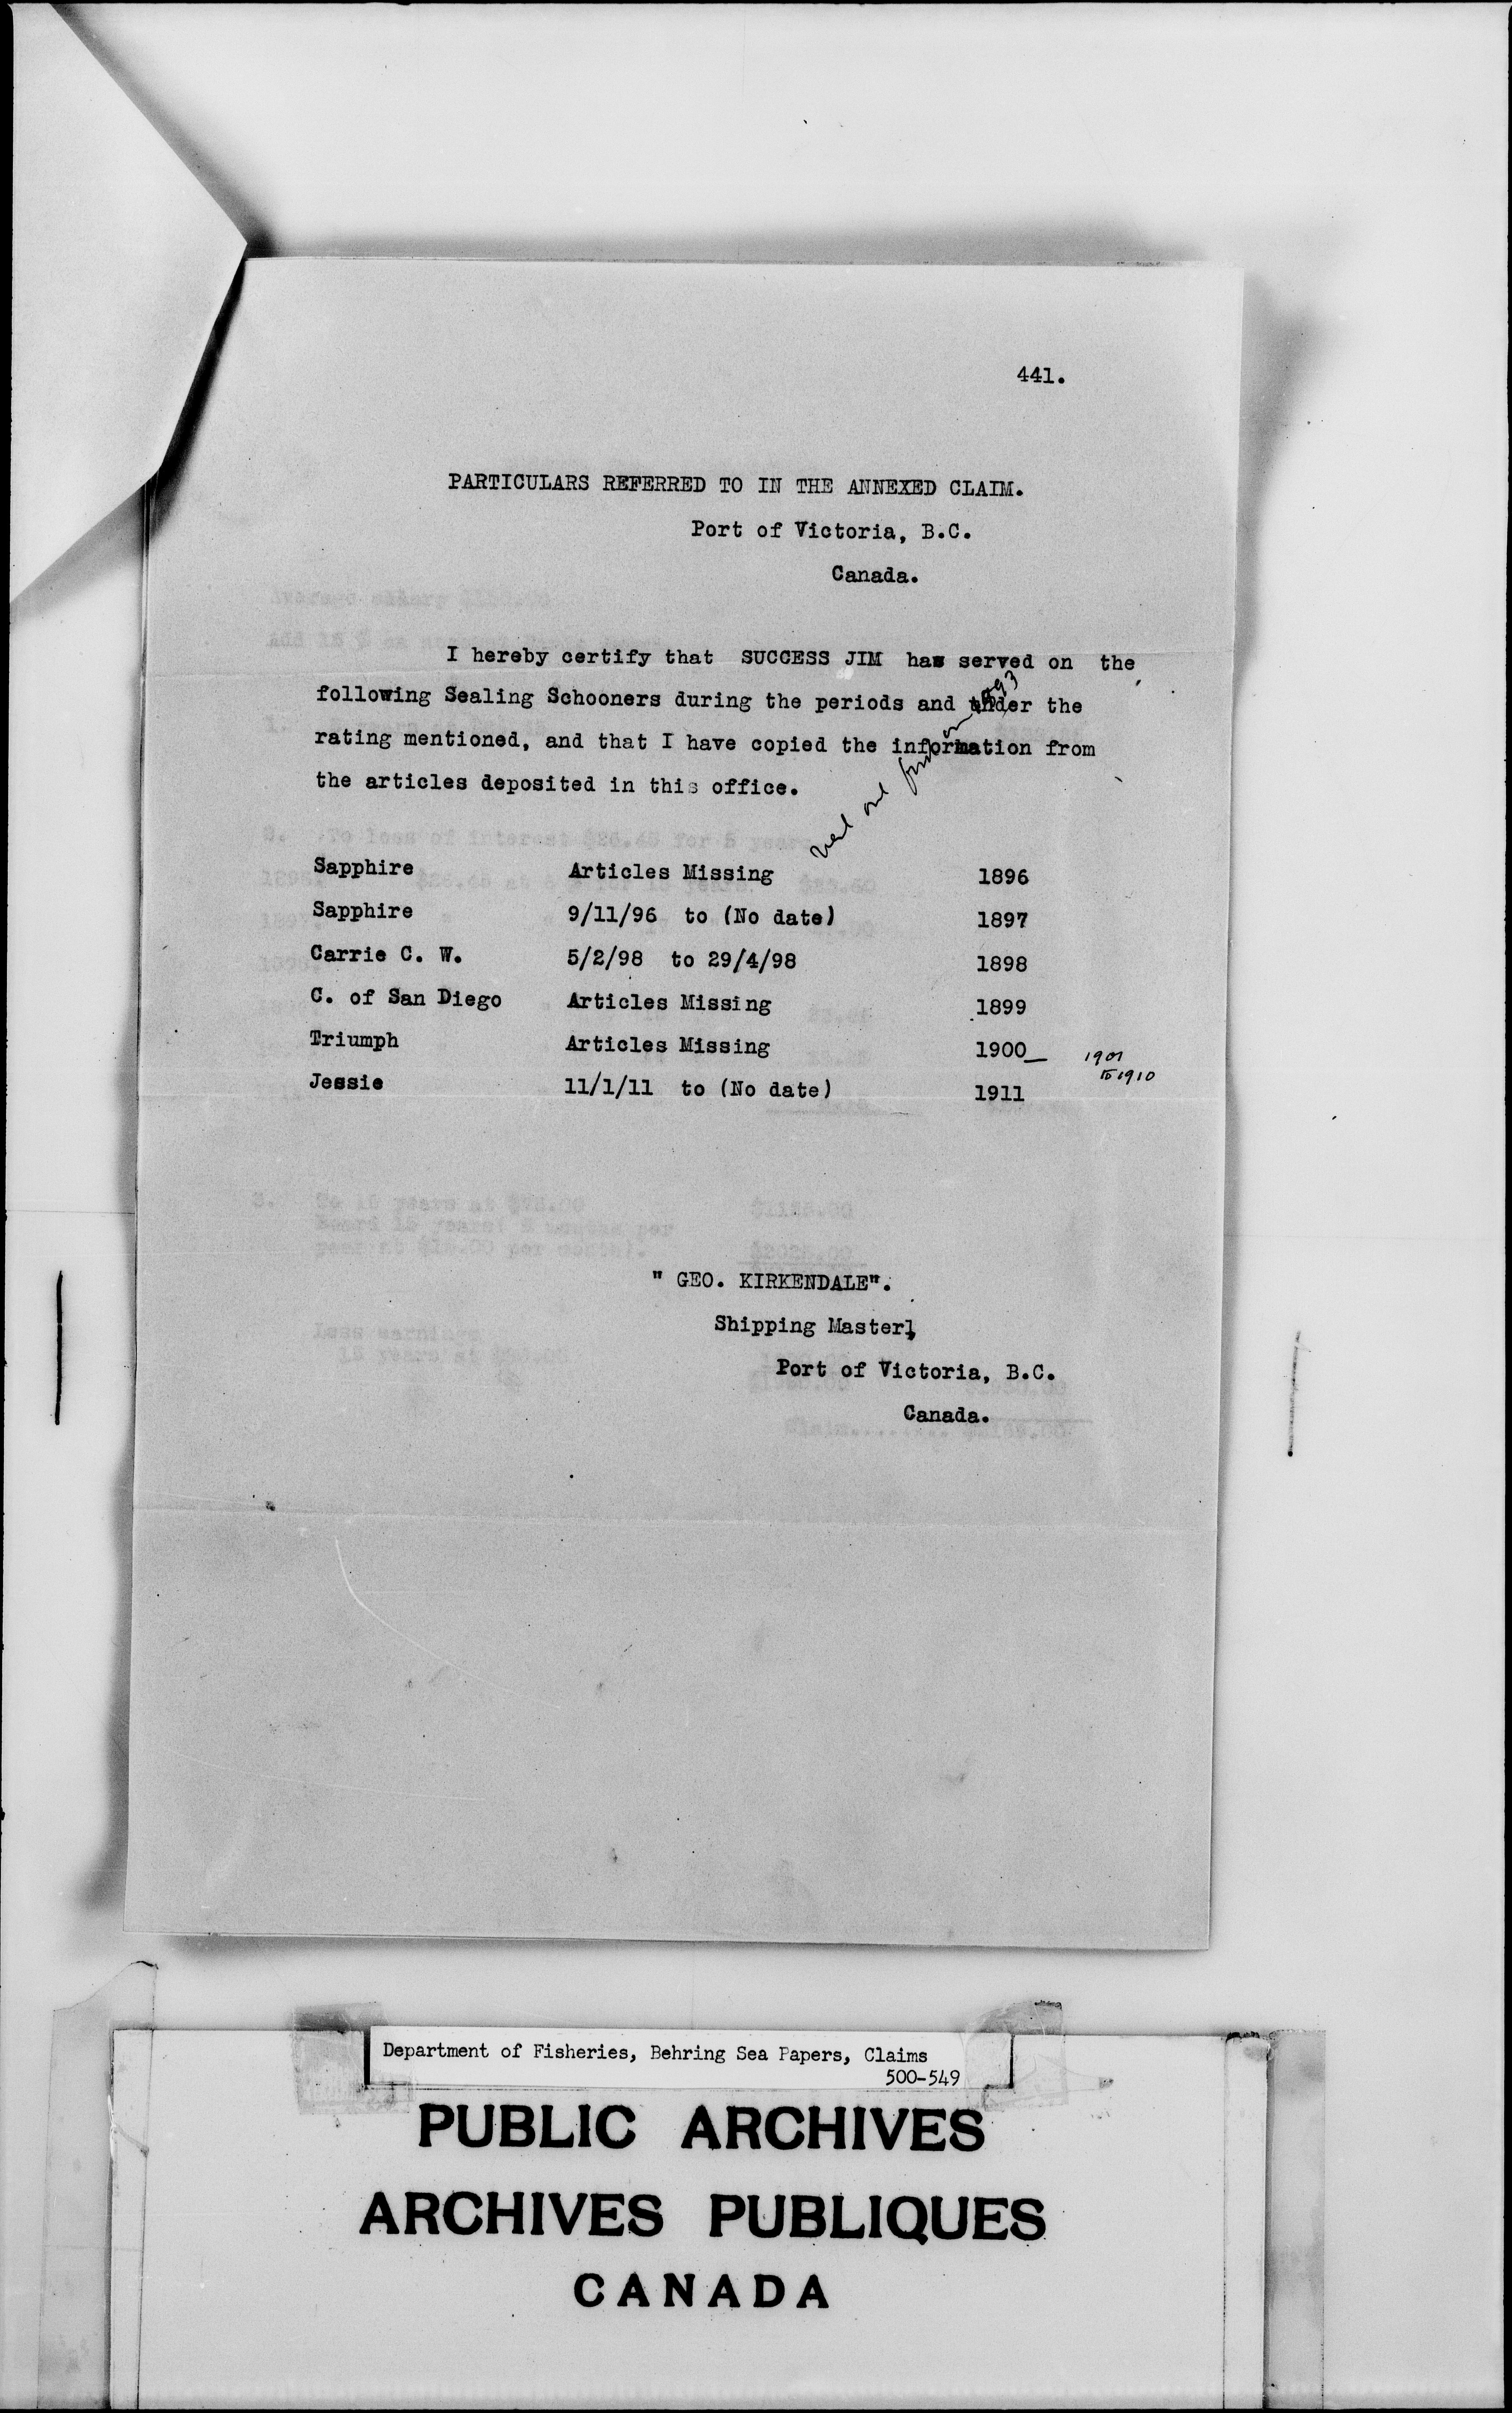 441.
PARTICULARS REFERRED TO IN THE ANNEXED CLAIM.
Port of Victoria, B.C.
Canada.
I hereby certify that SUCCESS JIM has served on the
following Sealing Schooners during the periods and under the
rating mentioned, and that I have copied the information from
the articles deposited in this office.
Sapphire Articles Missing 1896
Sapphire 9/11/96 to (No date) 1897
Carrie C. W. 5/2/98 to 29/4/98 1898
C. of San Diego Articles Missing 1899
Triumph Articles Missing 1900_ 1901
to 1910
Jessie 11/1/11 to (No date) 1911
" GEO. KIRKENDALE".
Shipping Master,
Port of Victoria, B.C.
Canada.
Department of Fisheries, Behring Sea Papers, Claims
500-549
PUBLIC ARCHIVES
ARCHIVES PUBLIQUES
CANADA